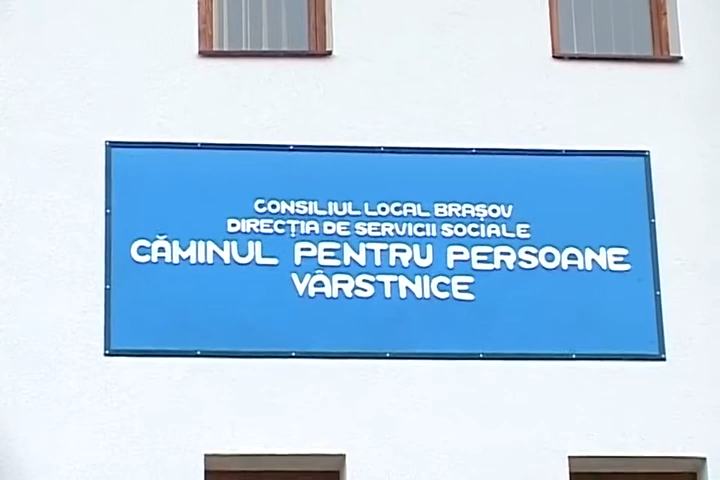 CONSILIUL LOCAL BRAȘOV
DIRECȚIA DE SERVICII SOCIALE
CĂMINUL PENTRU PERSOANE
VÂRSTNICE